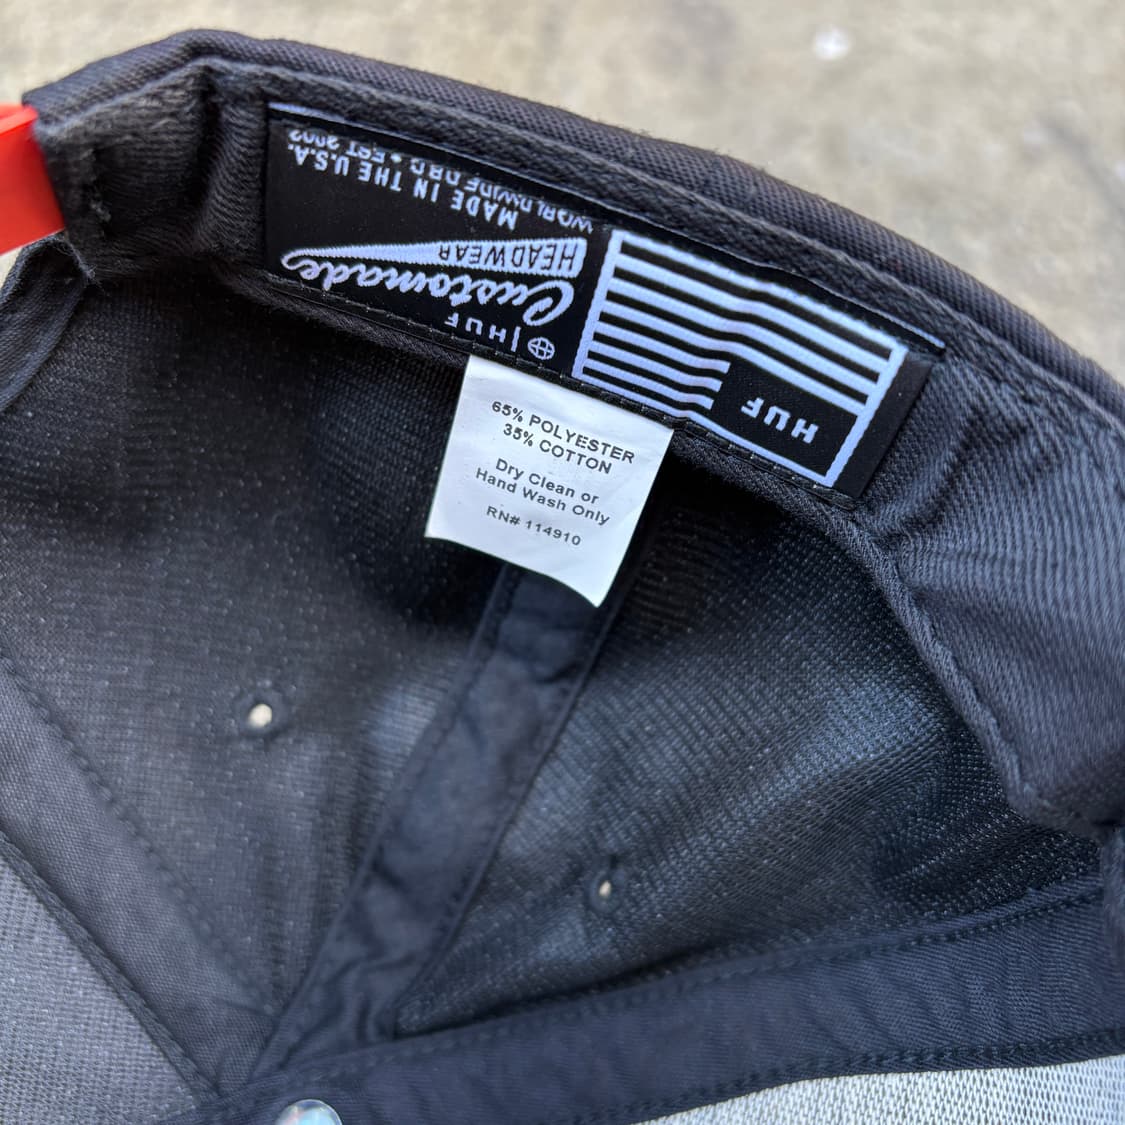 HUF
HUF
Customade
HEADWEAR
MADE IN THE U.S.A.
WORLDWIDE D.B.C • EST 2002
65% POLYESTER
35% COTTON
Dry Clean or
Hand Wash Only
RN# 114910